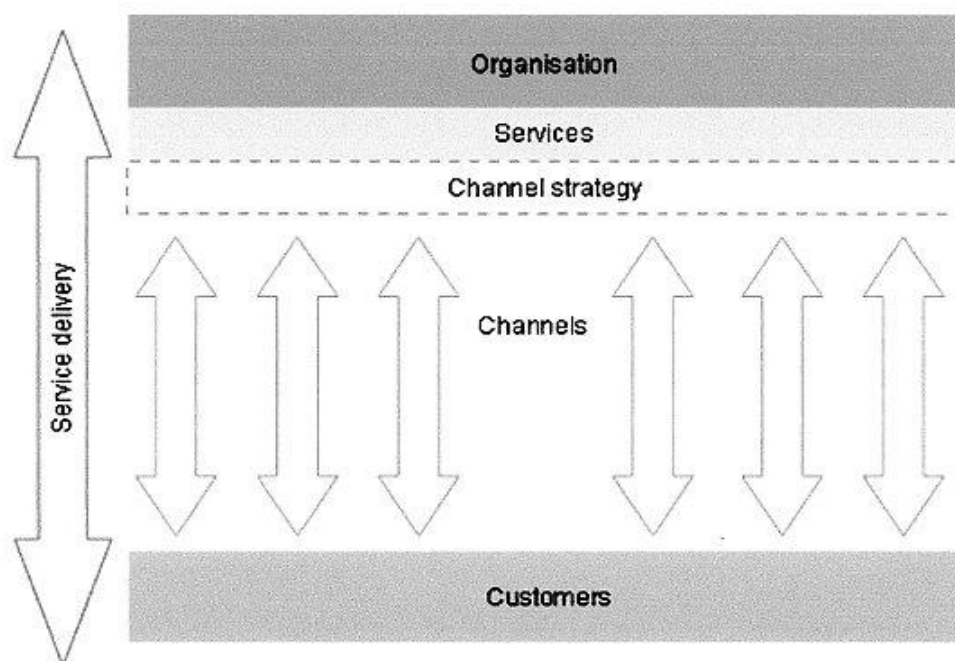 Organisation
Services
Channel strategy
Service delivery
Channels
Customers